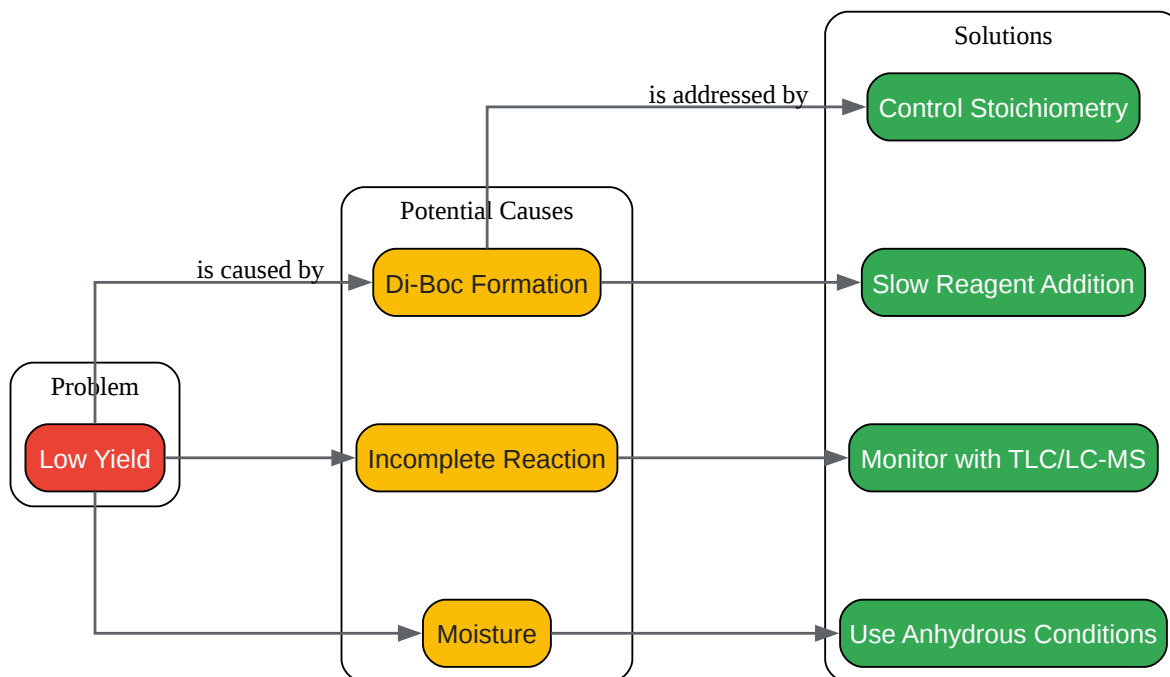 Solutions
is addressed by
Control Stoichiometry
Potential Causes
is caused by
Di-Boc Formation
Slow Reagent Addition
Problem
Low Yield
Incomplete Reaction
Monitor with TLC/LC-MS
Moisture
Use Anhydrous Conditions